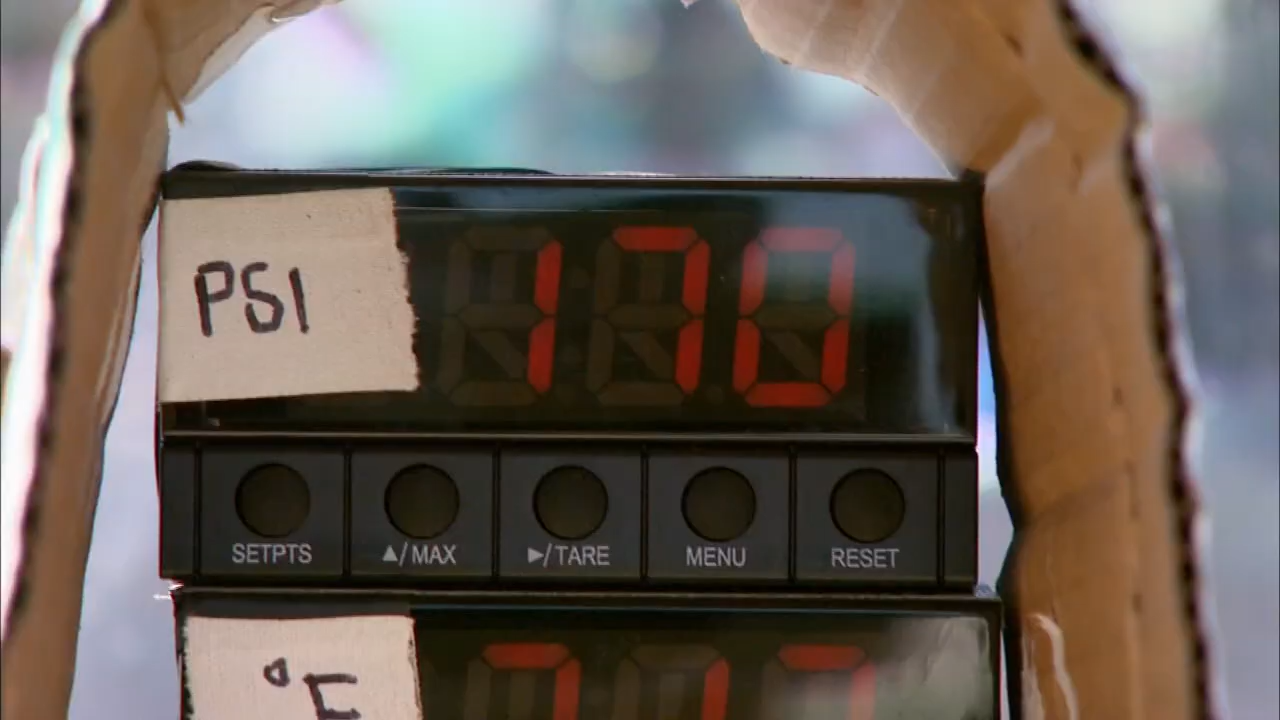 PSI 170
SETPTS ▲/MAX ▶/TARE MENU RESET
°F